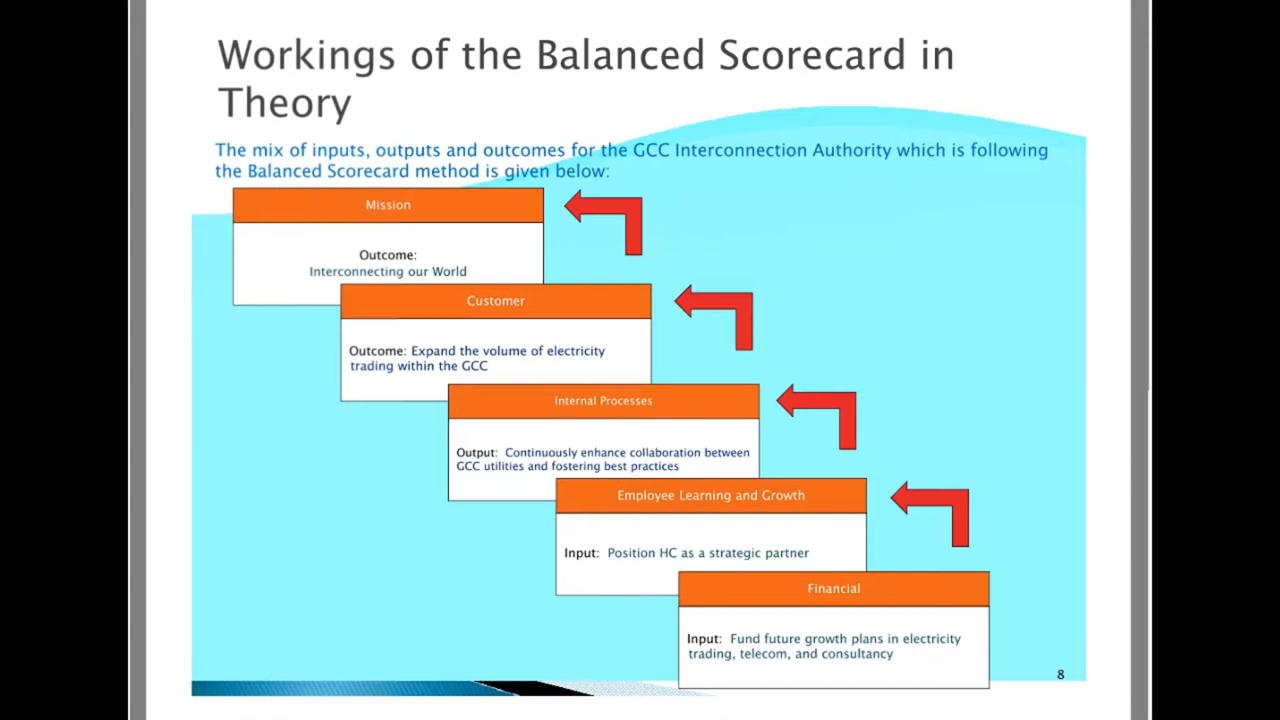 Workings of the Balanced Scorecard in
Theory
The mix of inputs, outputs and outcomes for the GCC Interconnection Authority which is following
the Balanced Scorecard method is given below:
Mission
Outcome:
Interconnecting our World
Customer
Outcome: Expand the volume of electricity
trading within the GCC
Internal Processes
Output: Continuously enhance collaboration between
GCC utilities and fostering best practices
Employee Learning and Growth
Input: Position HC as a strategic partner
Financial
Input: Fund future growth plans in electricity
trading, telecom, and consultancy
8